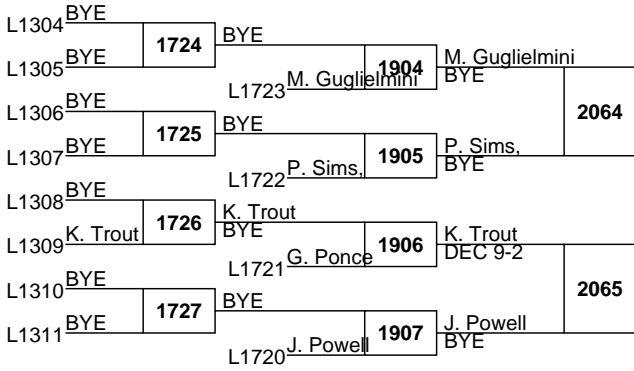 L1304 BYE
1724 BYE
L1305 BYE
1904 M. Guglielmini
BYE
L1723 M. Guglielmini
L1306 BYE
2064
1725 BYE
L1307 BYE
1905 P. Sims,
BYE
L1722 P. Sims,
L1308 BYE
1726 K. Trout
BYE
L1309 K. Trout
1906 K. Trout
DEC 9-2
L1721 G. Ponce
L1310 BYE
2065
1727 BYE
L1311 BYE
1907 J. Powell
BYE
L1720 J. Powell